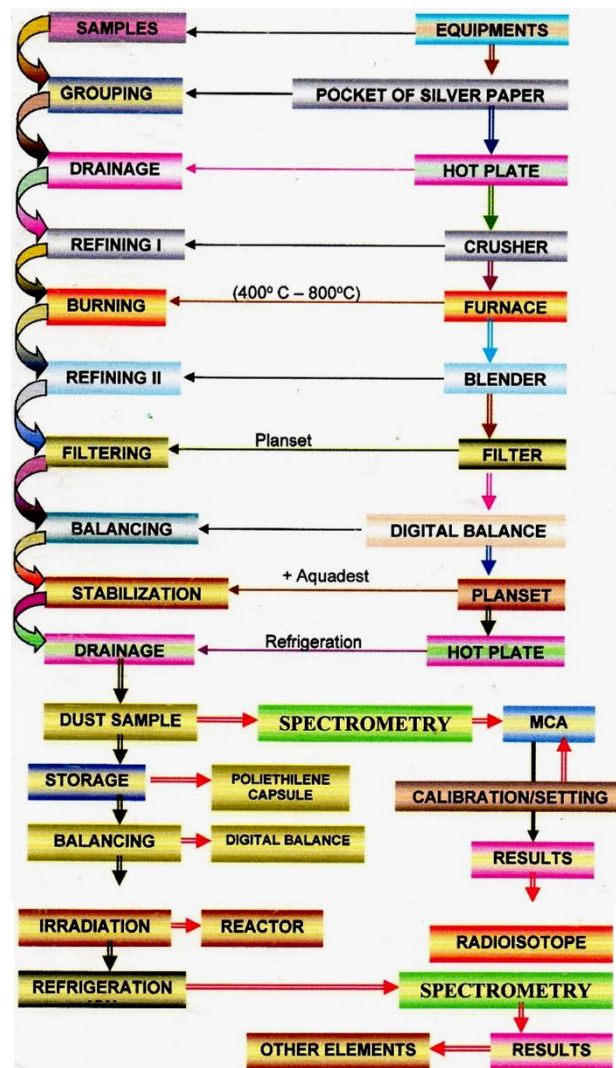 SAMPLES
EQUIPMENTS
GROUPING
POCKET OF SILVER PAPER
DRAINAGE
HOT PLATE
REFINING I
CRUSHER
BURNING
(400º C – 800ºC)
FURNACE
REFINING II
BLENDER
FILTERING
Planset
FILTER
BALANCING
DIGITAL BALANCE
STABILIZATION
+ Aquadest
PLANSET
DRAINAGE
Refrigeration
HOT PLATE
DUST SAMPLE
SPECTROMETRY
MCA
STORAGE
POLIETHILENE
CAPSULE
CALIBRATION/SETTING
BALANCING
DIGITAL BALANCE
RESULTS
IRRADIATION
REACTOR
RADIOISOTOPE
REFRIGERATION
SPECTROMETRY
OTHER ELEMENTS
RESULTS